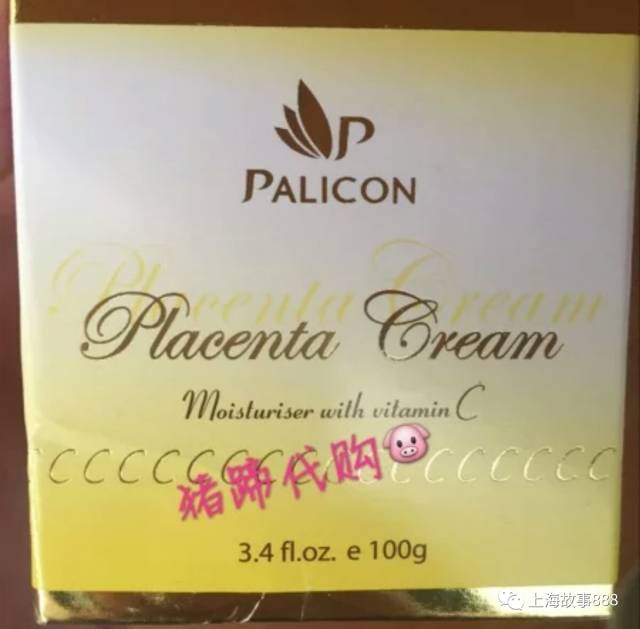 P
PALICON
Placenta Cream
Placenta Cream
Moisturiser with vitamin C
CCCCCCCCCCCCCCCCCC
猪蹄代购
3.4 fl.oz. e 100g
上海故事888